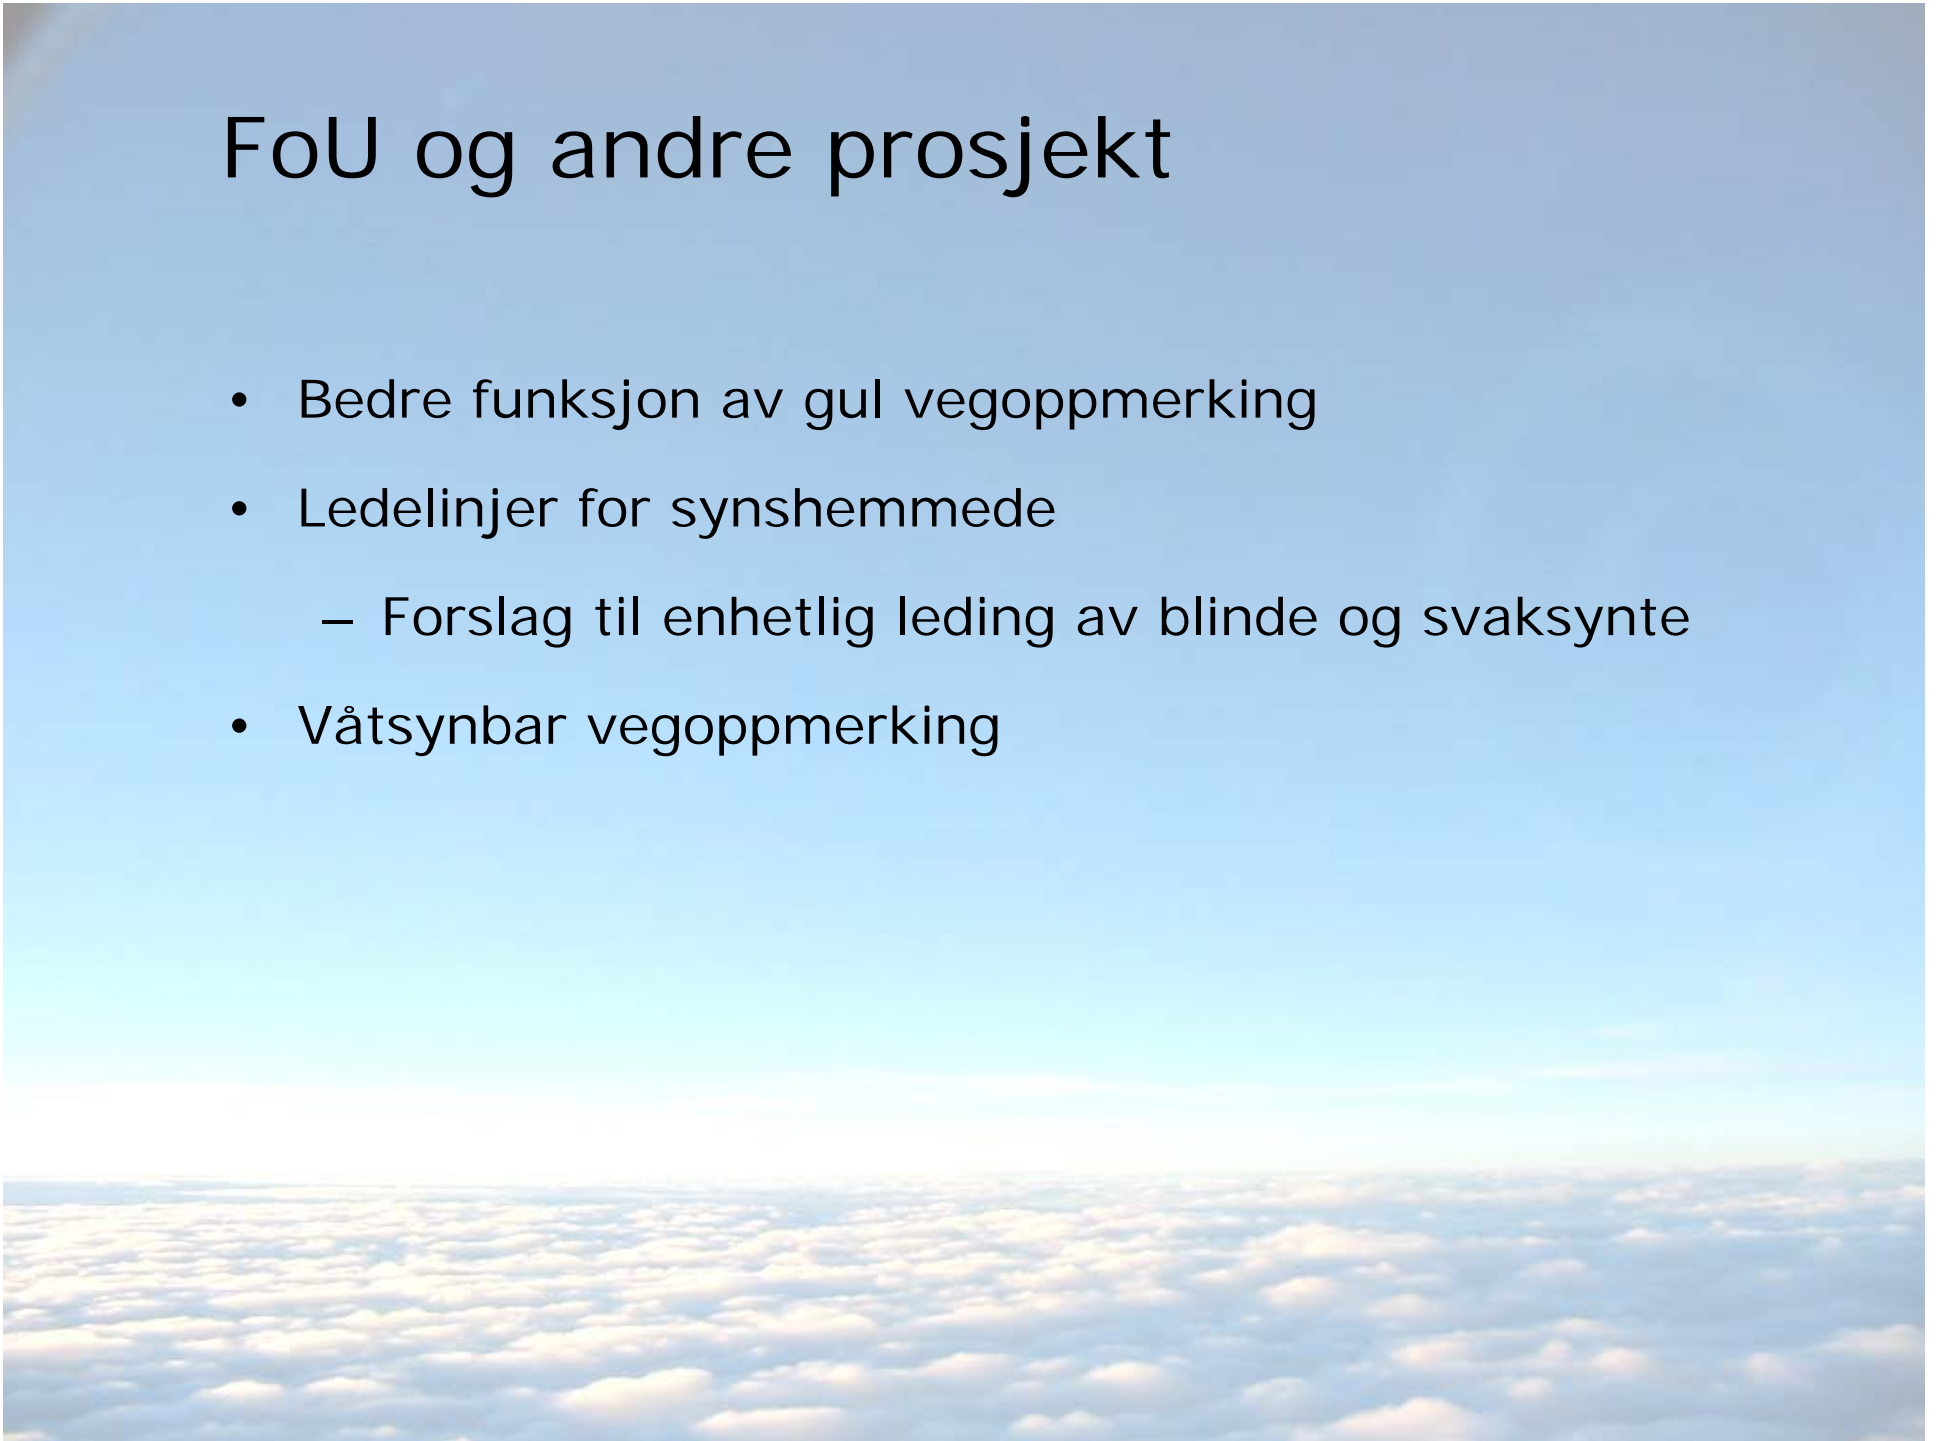 FoU og andre prosjekt
• Bedre funksjon av gul vegoppmerking
• Ledelinjer for synshemmede
– Forslag til enhetlig leding av blinde og svaksynte
• Våtsynbar vegoppmerking